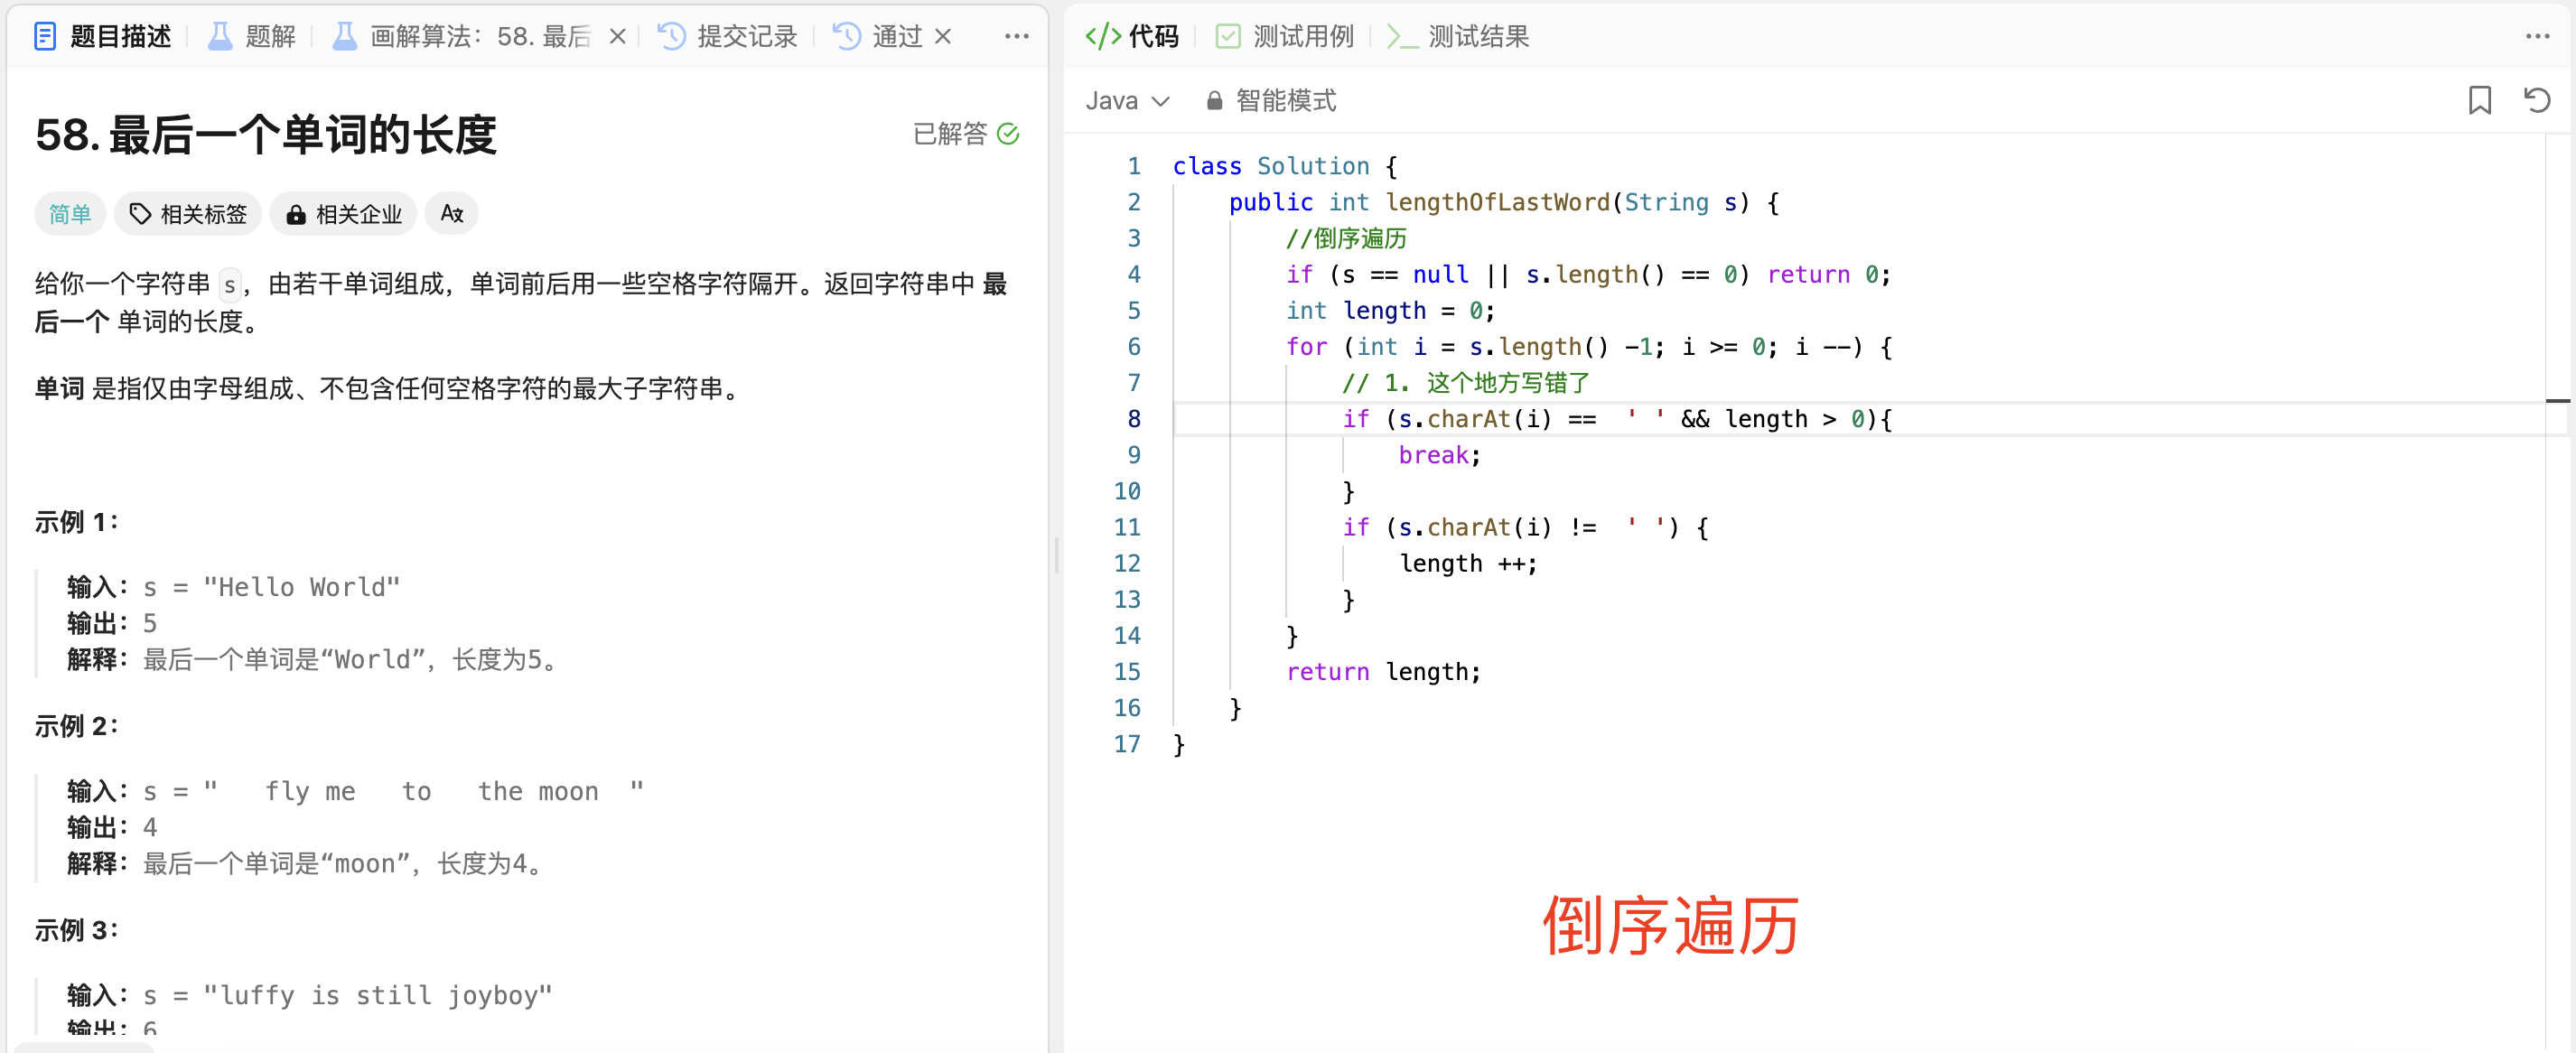 题目描述 题解 画解算法：58. 最后 提交记录 通过
58. 最后一个单词的长度
已解答
简单 相关标签 相关企业
给你一个字符串 s，由若干单词组成，单词前后用一些空格字符隔开。返回字符串中 最
后一个 单词的长度。
单词 是指仅由字母组成、不包含任何空格字符的最大子字符串。
示例 1：
输入：s = "Hello World"
输出：5
解释：最后一个单词是“World”，长度为5。
示例 2：
输入：s = "   fly me   to   the moon  "
输出：4
解释：最后一个单词是“moon”，长度为4。
示例 3：
输入：s = "luffy is still joyboy"
输出：6
</> 代码 测试用例 测试结果
Java 智能模式
1 class Solution {
2     public int lengthOfLastWord(String s) {
3         //倒序遍历
4         if (s == null || s.length() == 0) return 0;
5         int length = 0;
6         for (int i = s.length() -1; i >= 0; i --) {
7             // 1. 这个地方写错了
8             if (s.charAt(i) ==  ' ' && length > 0){
9                 break;
10             }
11             if (s.charAt(i) !=  ' ') {
12                 length ++;
13             }
14         }
15         return length;
16     }
17 }
倒序遍历